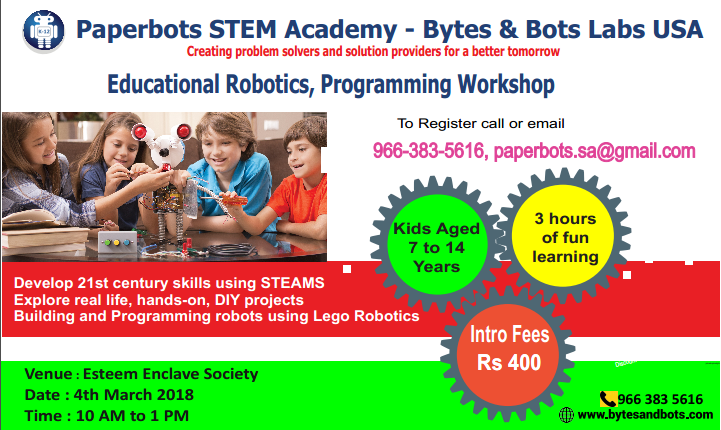 K-12
Paperbots STEM Academy - Bytes & Bots Labs USA
Creating problem solvers and solution providers for a better tomorrow
Educational Robotics, Programming Workshop
To Register call or email
966-383-5616, paperbots.sa@gmail.com
Kids Aged
7 to 14
Years
3 hours
of fun
learning
Develop 21st century skills using STEAMS
Explore real life, hands-on, DIY projects
Building and Programming robots using Lego Robotics
Intro Fees
Rs 400
Venue : Esteem Enclave Society
Date : 4th March 2018
Time : 10 AM to 1 PM
966 383 5616
www.bytesandbots.com